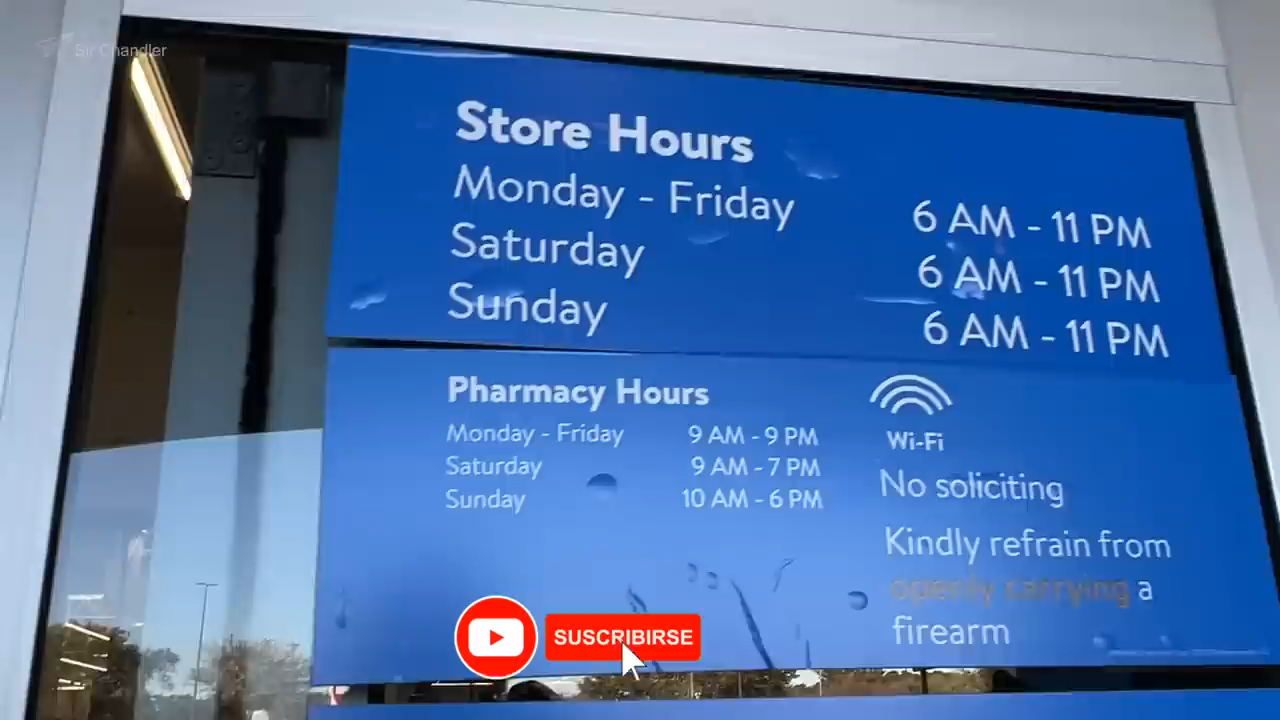 Sir Chandler
Store Hours
Monday - Friday 6 AM - 11 PM
Saturday 6 AM - 11 PM
Sunday 6 AM - 11 PM
Pharmacy Hours
Monday - Friday 9 AM - 9 PM
Saturday 9 AM - 7 PM
Sunday 10 AM - 6 PM
Wi-Fi
No soliciting
Kindly refrain from
openly carrying a
firearm
SUSCRIBIRSE